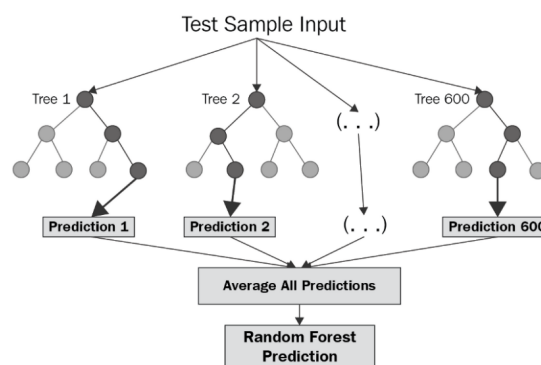 Test Sample Input
Tree 1
Tree 2
Tree 600
(. . .)
Prediction 1
Prediction 2
(. . .)
Prediction 600
Average All Predictions
Random Forest
Prediction